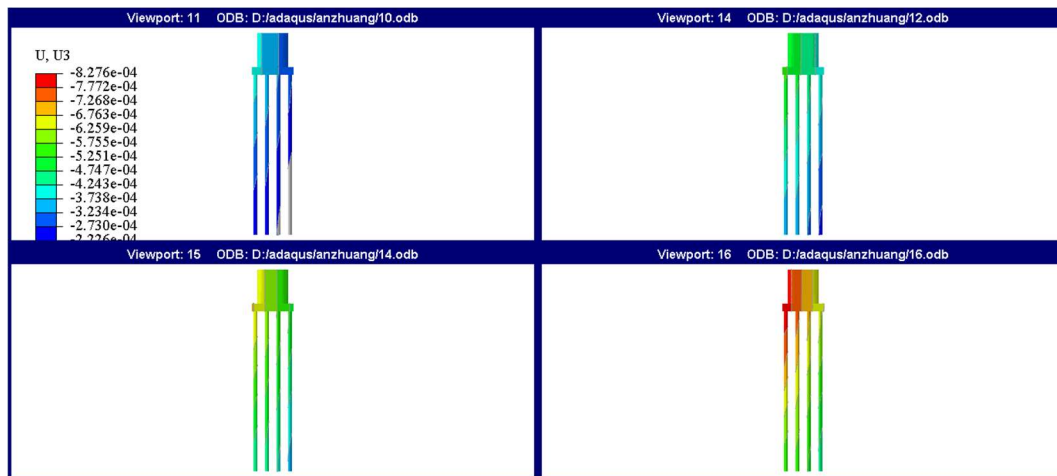 Viewport: 11 ODB: D:/adaqus/anzhuang/10.odb
U, U3
-8.276e-04
-7.772e-04
-7.268e-04
-6.763e-04
-6.259e-04
-5.755e-04
-5.251e-04
-4.747e-04
-4.243e-04
-3.738e-04
-3.234e-04
-2.730e-04
-2.226e-04
Viewport: 14 ODB: D:/adaqus/anzhuang/12.odb
Viewport: 15 ODB: D:/adaqus/anzhuang/14.odb
Viewport: 16 ODB: D:/adaqus/anzhuang/16.odb